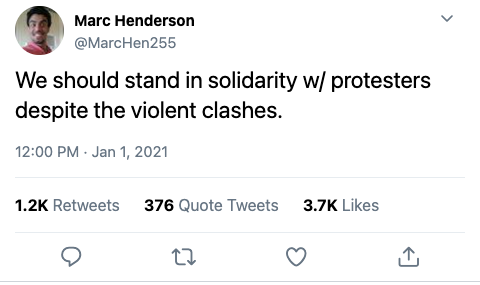 Marc Henderson
@MarcHen255
We should stand in solidarity w/ protesters
despite the violent clashes.
12:00 PM · Jan 1, 2021
1.2K Retweets 376 Quote Tweets 3.7K Likes